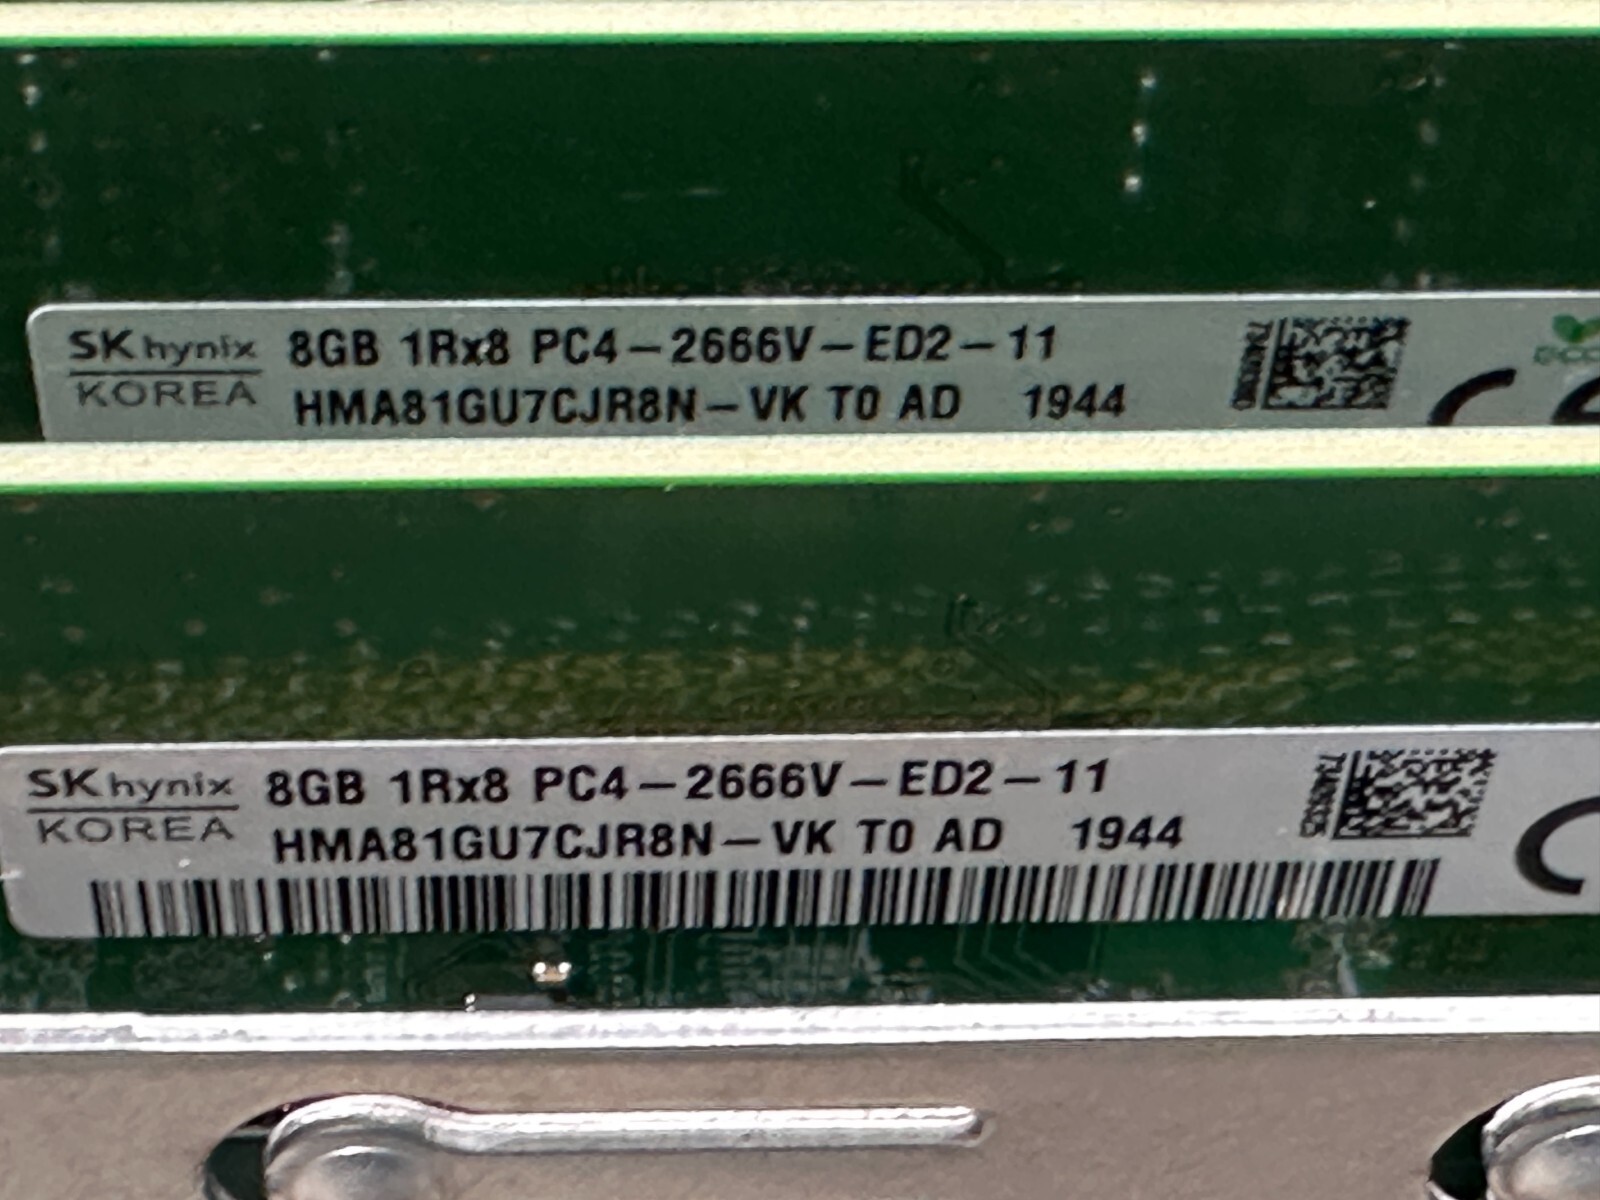 SK hynix 8GB 1Rx8 PC4-2666V-ED2-11
KOREA HMA81GU7CJR8N-VK T0 AD 1944
SK hynix 8GB 1Rx8 PC4-2666V-ED2-11
KOREA HMA81GU7CJR8N-VK T0 AD 1944